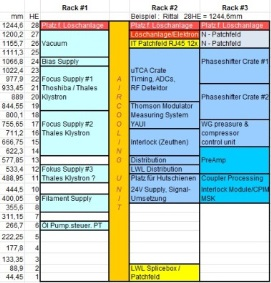 Rack #1 Rack #2 Rack #3
mm HE Beispiel : Rittal 28HE = 1244,6mm
1244,6 28 Platz f. Löschanlage Platz f. Löschanlage Platz f. Löschanlage
1200,2 27 Löschanlage/Elektron N - Patchfeld
1155,7 26 Vacuum IT Patchfeld RJ45 12x N - Patchfeld
1111,3 25
1066,8 24 Bias Supply Phaseshifter Crate #1
1022,4 23 uTCA Crate
977,9 22 Focus Supply #1 Timing, ADCs,
933,45 21 Thoshiba / Thales RF Detektor
889 20 Klystron Phaseshifter Crate #2
844,55 19 Thomson Modulator
800,1 18 Measuring System
755,65 17 Focus Supply #2 YAUI WG pressure &
711,2 16 Thales Klystron compressor
666,75 15 Interlock (Zeuthen) control unit
622,3 14
577,85 13 Distribution PreAmp
533,4 12 Fokus Supply #3 LWL Distribution
488,95 11 Thales Klystron ? Platz für Hutschienen Coupler Processing
444,5 10 24V Supply, Signal- Interlock Module/CPIM
400,05 9 Filament Supply Umsetzung MSK
355,6 8
311,15 7
266,7 6 Öl Pump.steuer. PT
222,25 5
177,8 4
133,35 3
88,9 2 LWL Splicebox /
44,45 1 Patchfeld